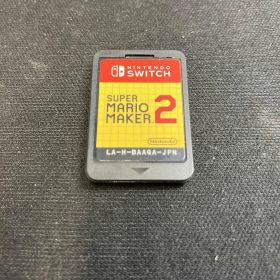 NINTENDO
SWITCH
SUPER
MARIO
MAKER 2
Nintendo
LA-H-BAAQA-JPN